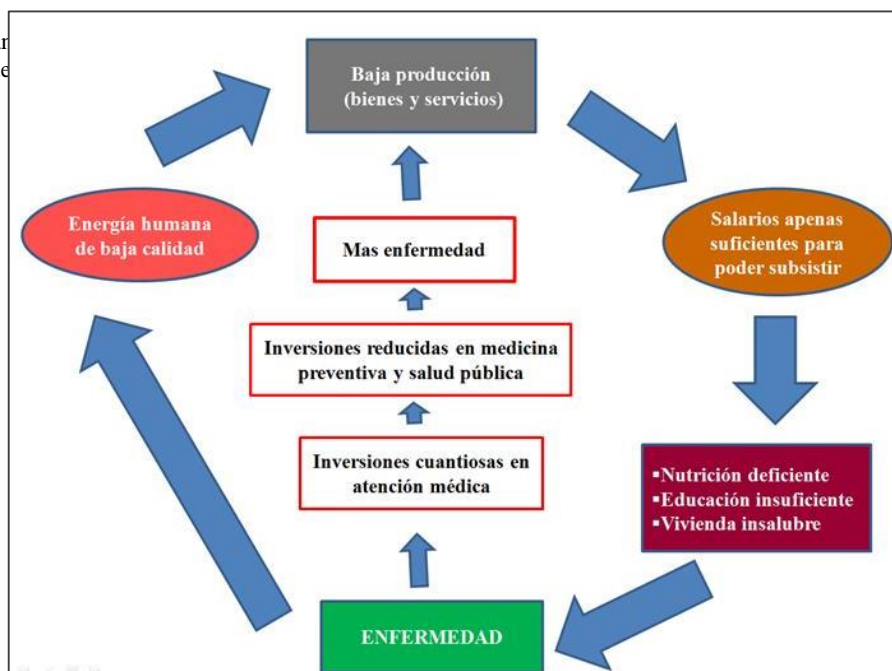 Baja producción
(bienes y servicios)
Energía humana
de baja calidad
Salarios apenas
suficientes para
poder subsistir
Mas enfermedad
Inversiones reducidas en medicina
preventiva y salud pública
Inversiones cuantiosas en
atención médica
▪Nutrición deficiente
▪Educación insuficiente
▪Vivienda insalubre
ENFERMEDAD